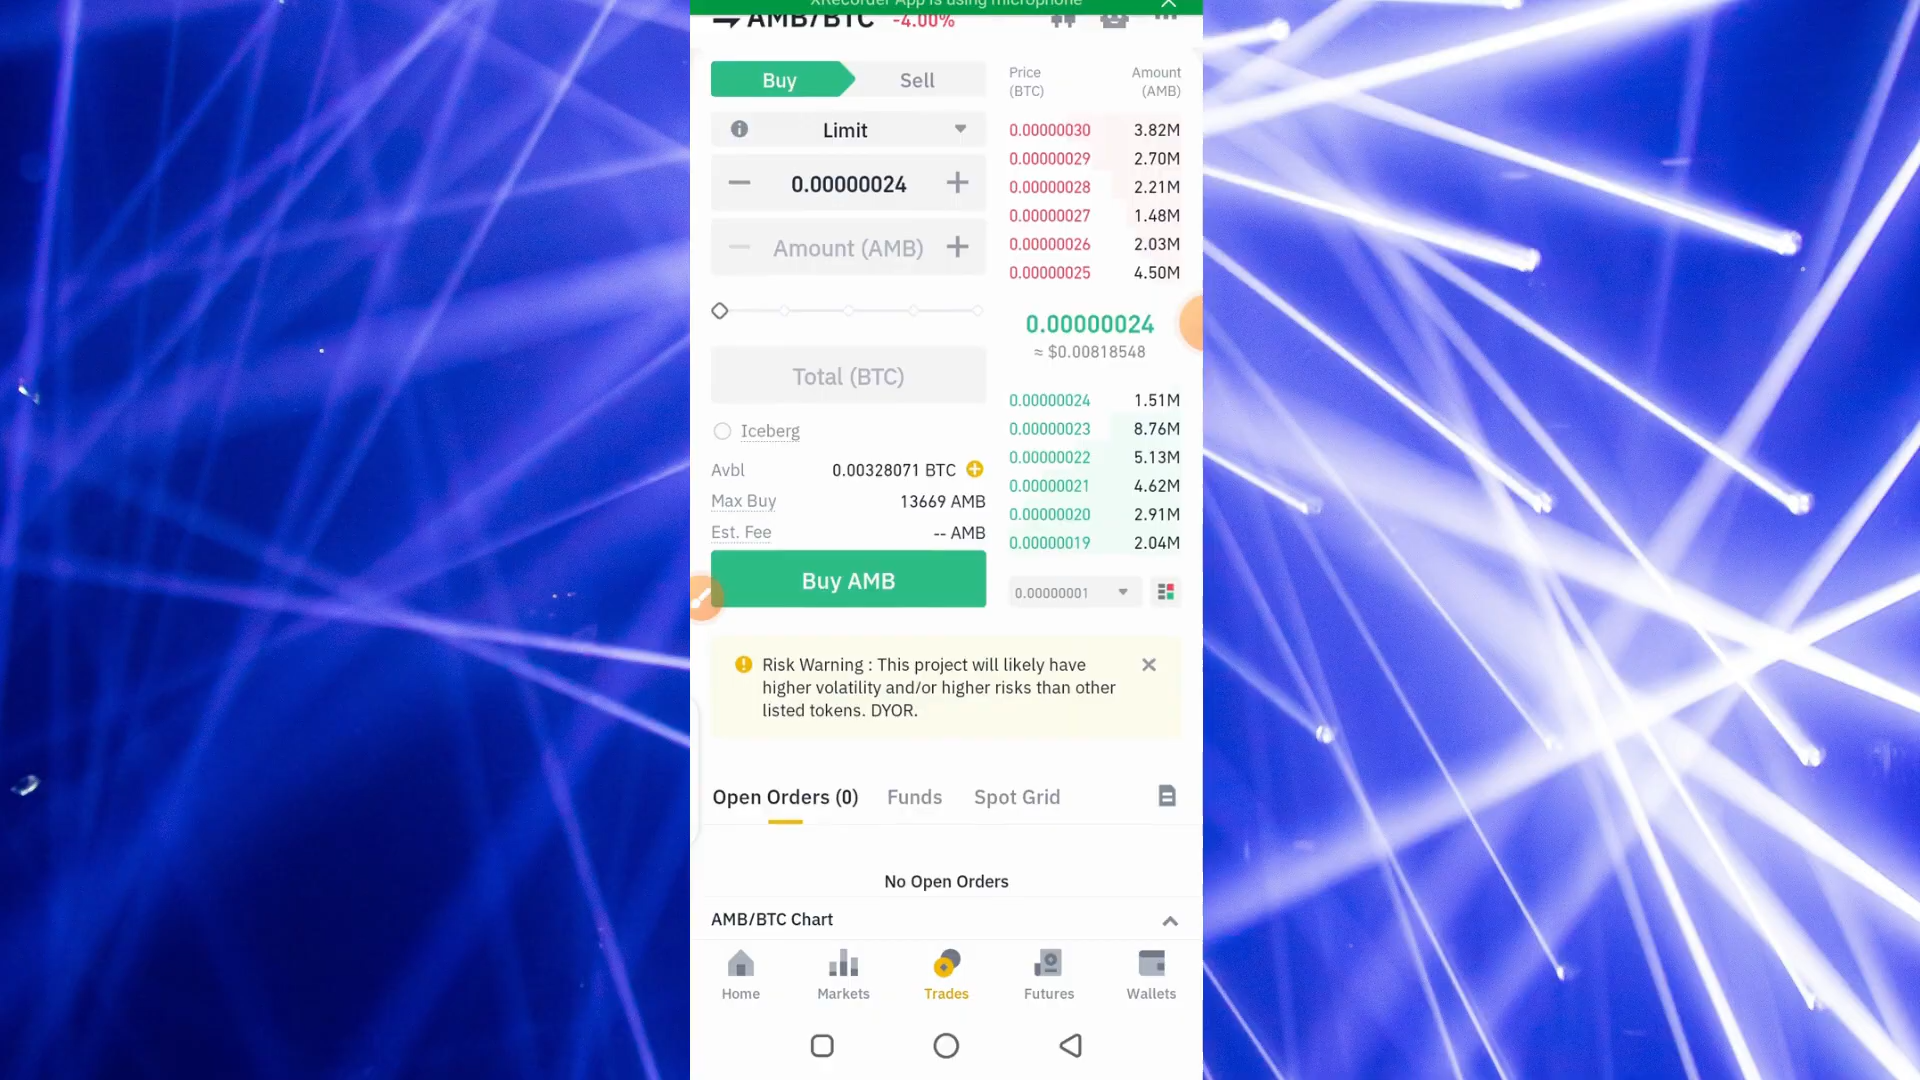 XRecorder App is using microphone
AMB/BTC -4.00%
Buy
Sell
Price
(BTC)
Amount
(AMB)
Limit
0.00000024
Amount (AMB)
Total (BTC)
Iceberg
Avbl 0.00328071 BTC
Max Buy 13669 AMB
Est. Fee -- AMB
Buy AMB
0.00000030 3.82M
0.00000029 2.70M
0.00000028 2.21M
0.00000027 1.48M
0.00000026 2.03M
0.00000025 4.50M
0.00000024
≈ $0.00818548
0.00000024 1.51M
0.00000023 8.76M
0.00000022 5.13M
0.00000021 4.62M
0.00000020 2.91M
0.00000019 2.04M
0.00000001
Risk Warning : This project will likely have
higher volatility and/or higher risks than other
listed tokens. DYOR.
Open Orders (0) Funds Spot Grid
No Open Orders
AMB/BTC Chart
Home Markets Trades Futures Wallets